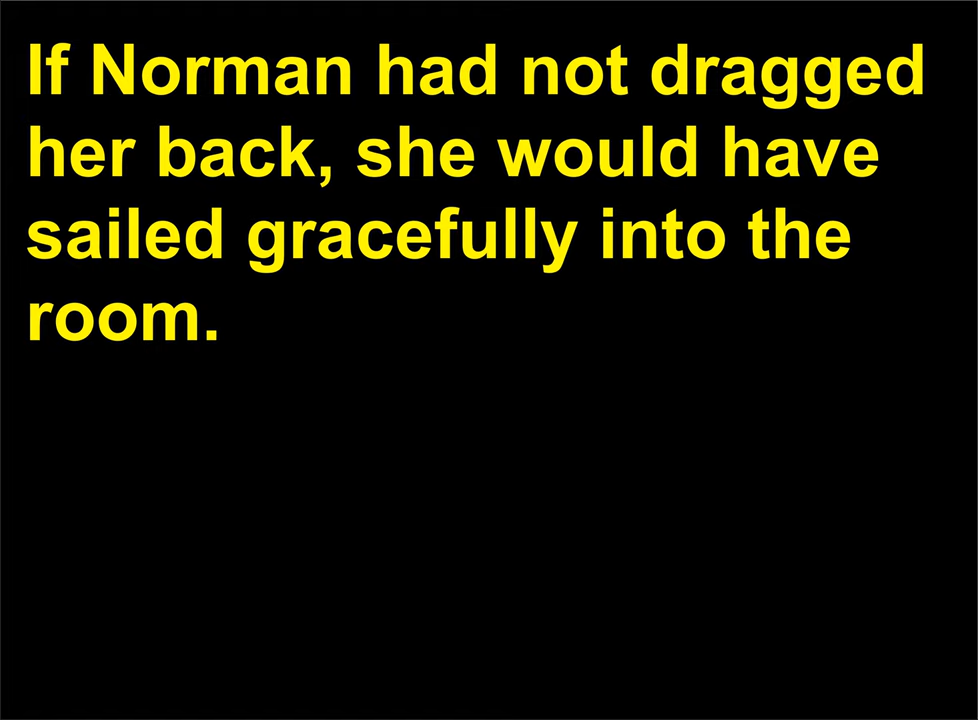 If Norman had not dragged
her back, she would have
sailed gracefully into the
room.